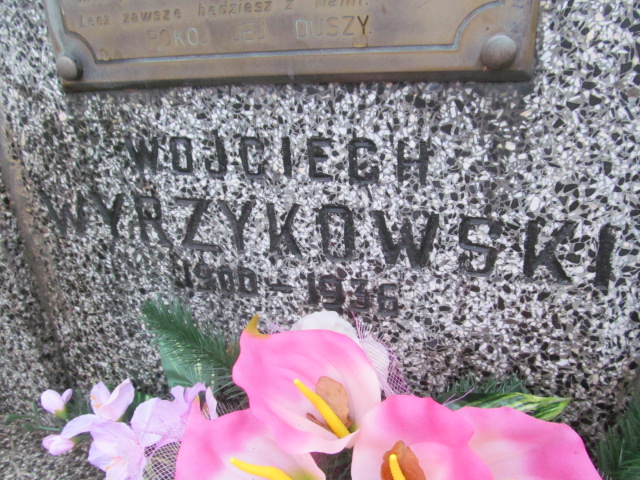 Lecz zawsze będziesz z Nami.
POKÓJ JEJ DUSZY.
WOJCIECH
WYRZYKOWSKI
1900 - 1936